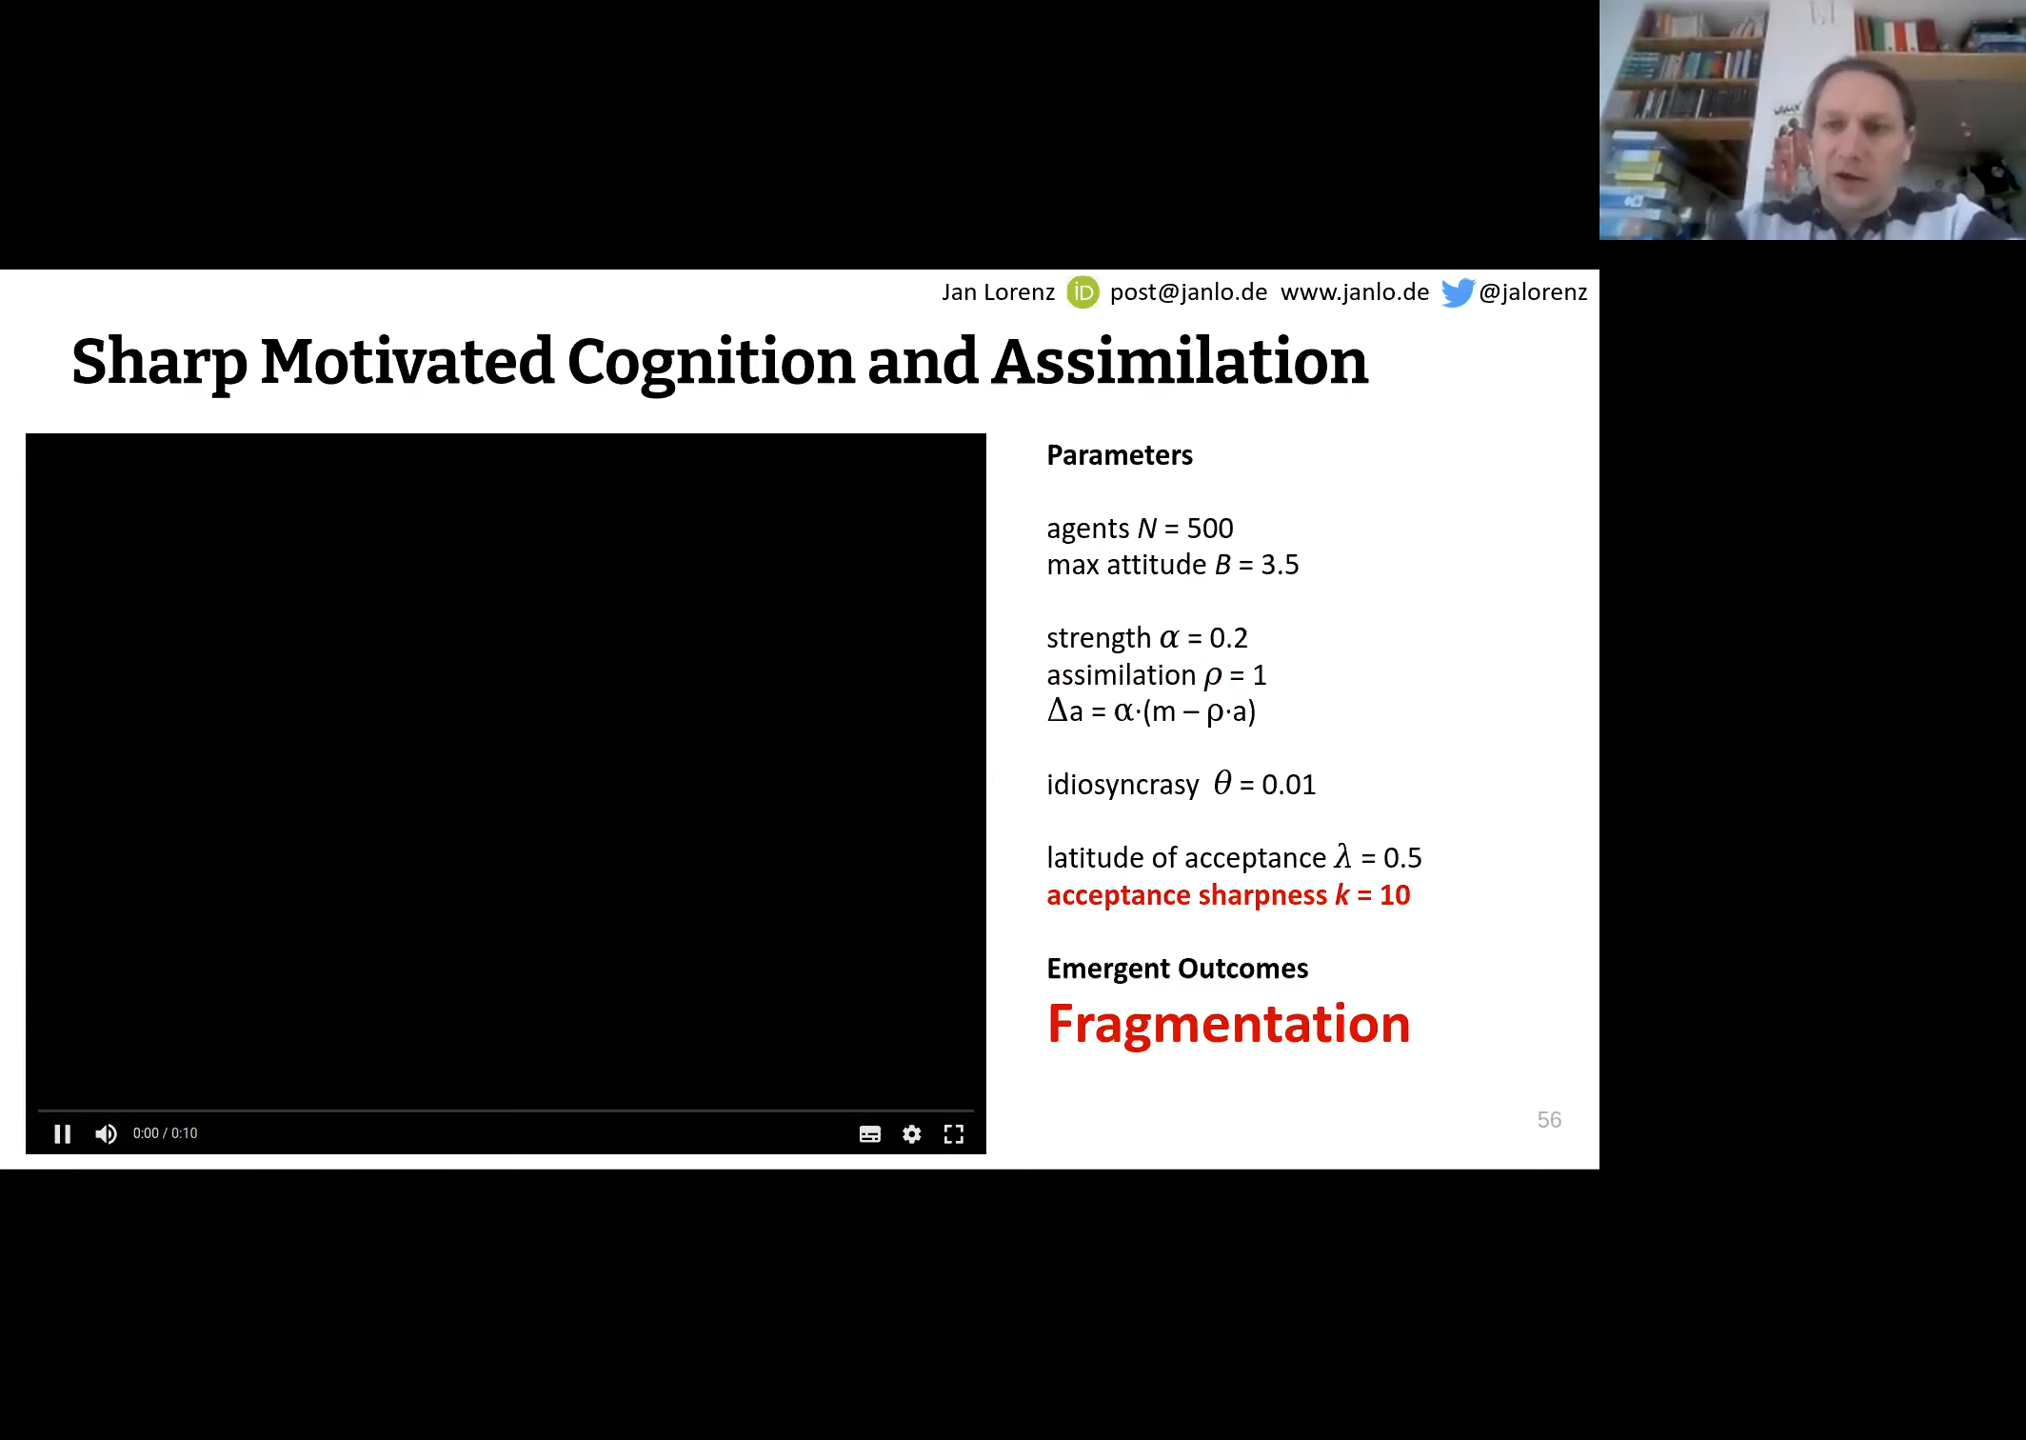 Jan Lorenz iD post@janlo.de www.janlo.de @jalorenz
Sharp Motivated Cognition and Assimilation
Parameters
agents N = 500
max attitude B = 3.5
strength α = 0.2
assimilation ρ = 1
Δa = α·(m – ρ·a)
idiosyncrasy θ = 0.01
latitude of acceptance λ = 0.5
acceptance sharpness k = 10
Emergent Outcomes
Fragmentation
0:00 / 0:10
56